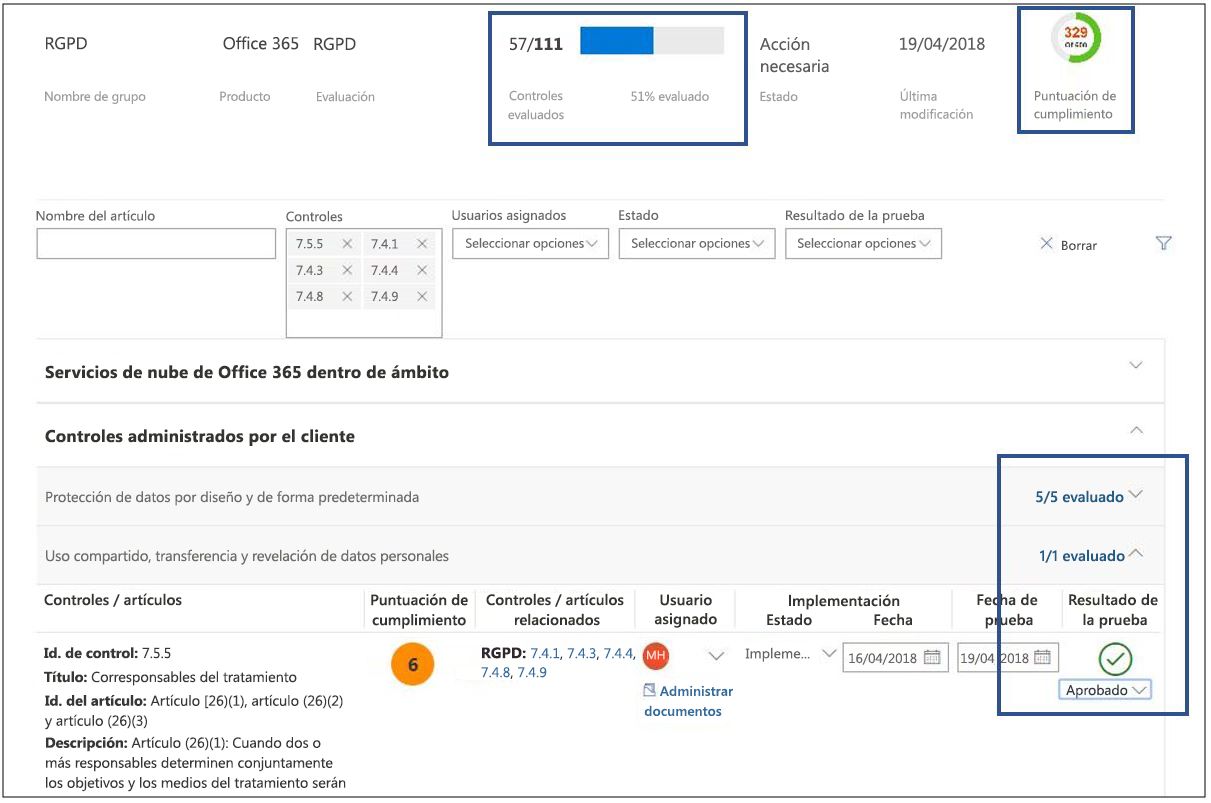 RGPD Office 365 RGPD 57/111 Acción necesaria 19/04/2018 329
Of 600
Nombre de grupo Producto Evaluación Controles evaluados 51% evaluado Estado Última modificación Puntuación de cumplimiento
Nombre del artículo Controles Usuarios asignados Estado Resultado de la prueba
7.5.5 7.4.1 Seleccionar opciones Seleccionar opciones Seleccionar opciones Borrar
7.4.3 7.4.4
7.4.8 7.4.9
Servicios de nube de Office 365 dentro de ámbito
Controles administrados por el cliente
Protección de datos por diseño y de forma predeterminada 5/5 evaluado
Uso compartido, transferencia y revelación de datos personales 1/1 evaluado
Controles / artículos Puntuación de cumplimiento Controles / artículos relacionados Usuario asignado Implementación Estado Fecha Fecha de prueba Resultado de la prueba
Id. de control: 7.5.5
Título: Corresponsables del tratamiento
Id. del artículo: Artículo [26)(1), artículo (26)(2)
y artículo (26)(3)
Descripción: Artículo (26)(1): Cuando dos o
más responsables determinen conjuntamente
los objetivos y los medios del tratamiento serán
6
RGPD: 7.4.1, 7.4.3, 7.4.4,
7.4.8, 7.4.9
MH
Administrar
documentos
Impleme...
16/04/2018
19/04/2018
Aprobado